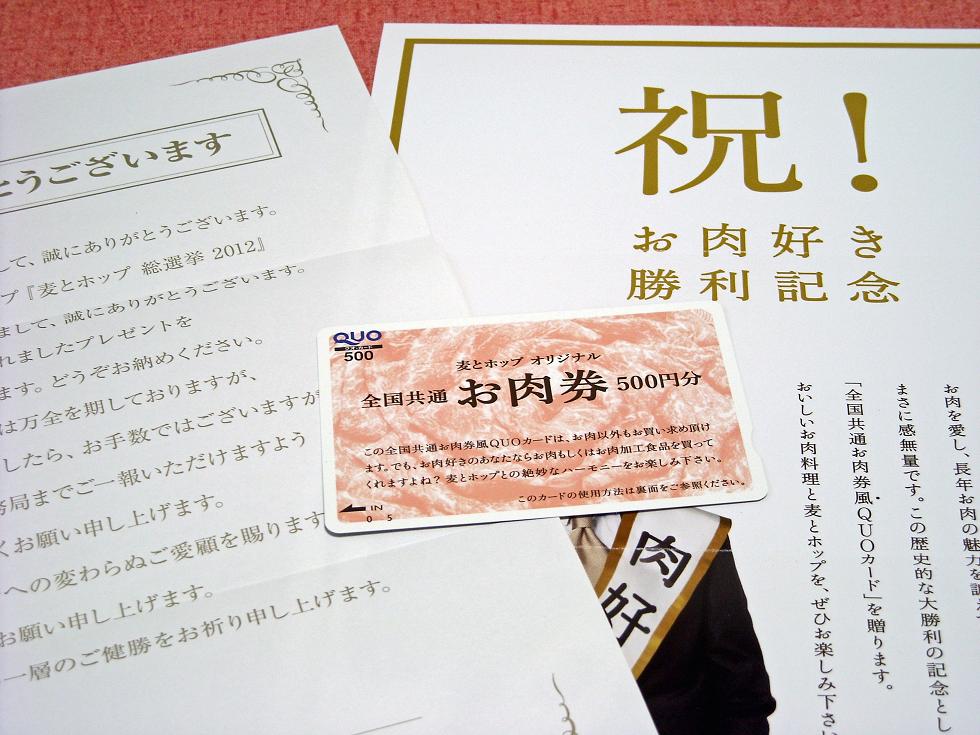 とうございます
して、誠にありがとうございます。
プ『麦とホップ 総選挙 2012』
まして、誠にありがとうございます。
れましたプレゼントを
ます。どうぞお納めください。
は万全を期しておりますが、
したら、お手数ではございますが
務局までご一報いただけますよう
くお願い申し上げます。
への変わらぬご愛顧を賜ります
お願い申し上げます。
一層のご健勝をお祈り申し上げます。
祝！
お肉好き
勝利記念
お肉を愛し、長年お肉の魅力を
まさに感無量です。この歴史的な大勝利の記念とし
「全国共通お肉券風QUOカード」を贈ります。
おいしいお肉料理と麦とホップを、ぜひお楽しみ下さい
QUO
クオ・カード
500
麦とホップ オリジナル
全国共通 お肉券 500円分
この全国共通お肉券風QUOカードは、お肉以外もお買い求め頂け
ます。でも、お肉好きのあなたならお肉もしくはお肉加工食品を買って
くれますよね？ 麦とホップとの絶妙なハーモニーをお楽しみ下さい。
このカードの使用方法は裏面をご参照ください。
IN
0 5
肉好